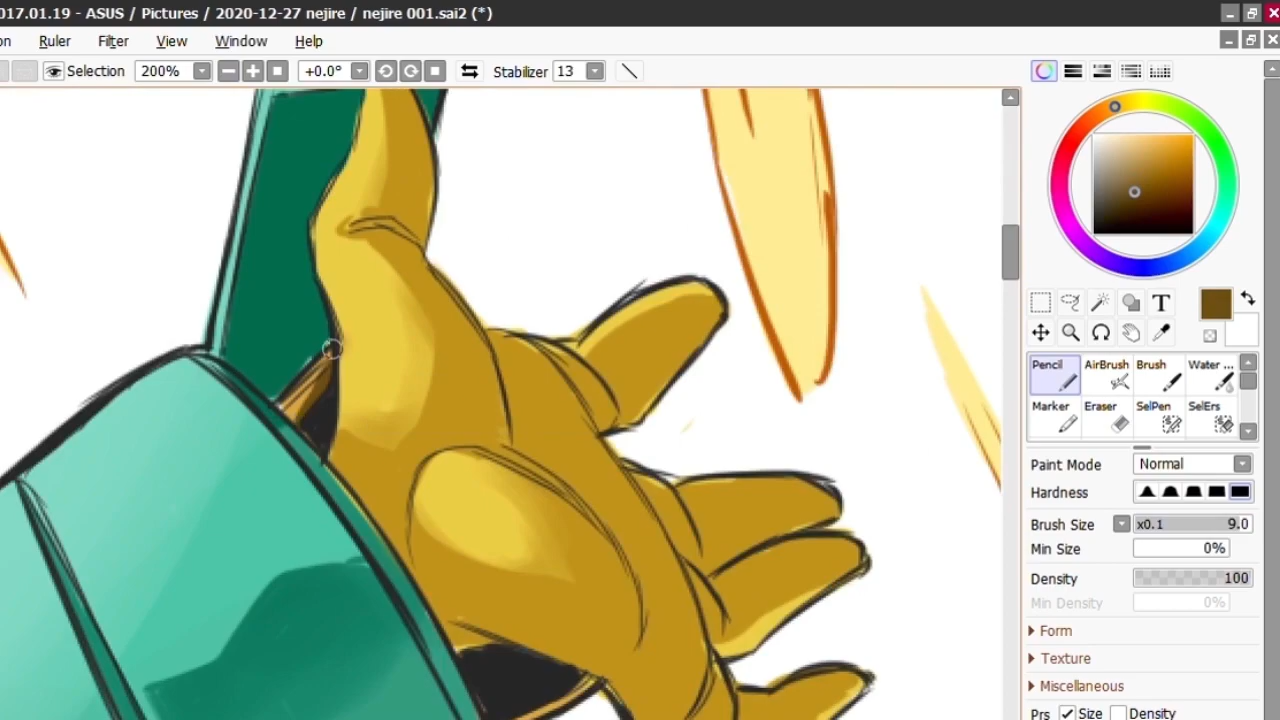 017.01.19 - ASUS / Pictures / 2020-12-27 nejire / nejire 001.sai2 (*)
on Ruler Filter View Window Help
Selection 200% +0.0° Stabilizer 13
T
Pencil AirBrush Brush Water ...
Marker Eraser SelPen SelErs
Paint Mode Normal
Hardness
Brush Size x0.1 9.0
Min Size 0%
Density 100
Min Density 0%
Form
Texture
Miscellaneous
Prs Size Density